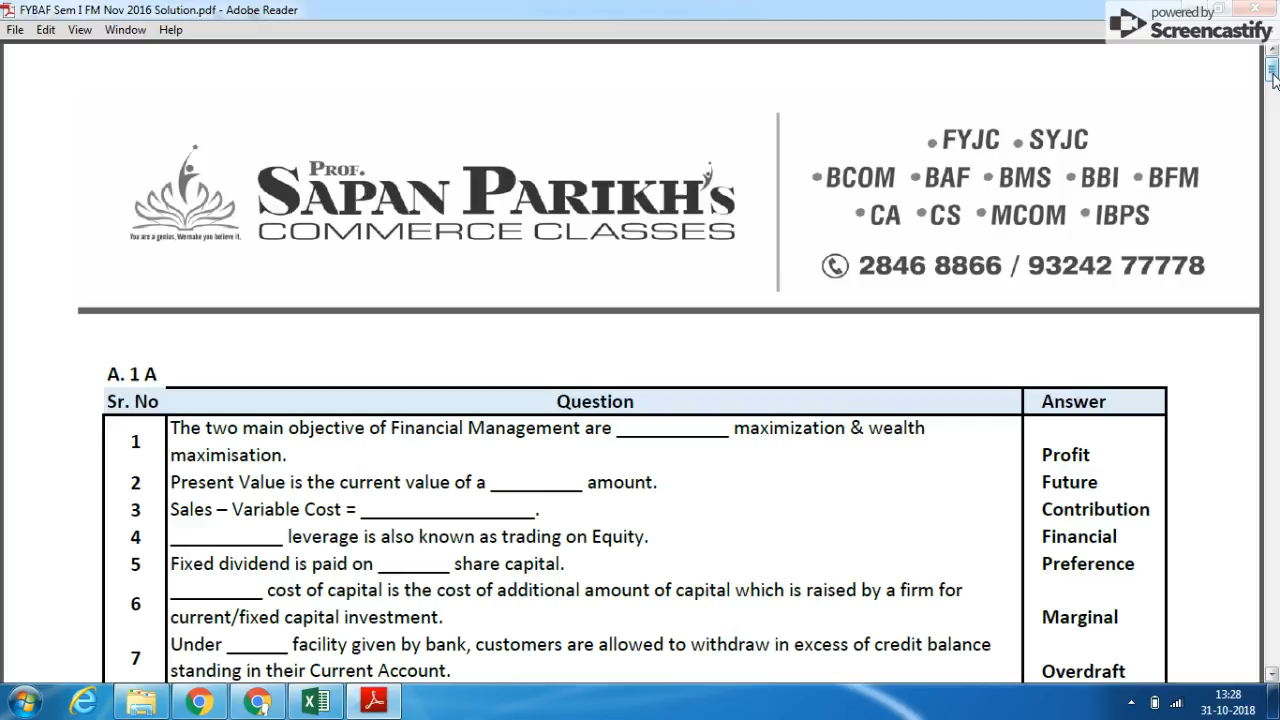 FYBAF Sem I FM Nov 2016 Solution.pdf - Adobe Reader
powered by
Screencastify
File Edit View Window Help
PROF.
SAPAN PARIKH'S
COMMERCE CLASSES
You are a genius, We make you believe it.
• FYJC • SYJC
• BCOM • BAF • BMS • BBI • BFM
• CA • CS • MCOM • IBPS
2846 8866 / 93242 77778
A. 1 A
Sr. No Question Answer
1 The two main objective of Financial Management are ____________ maximization & wealth
maximisation. Profit
2 Present Value is the current value of a __________ amount. Future
3 Sales – Variable Cost = ___________________. Contribution
4 ____________ leverage is also known as trading on Equity. Financial
5 Fixed dividend is paid on ________ share capital. Preference
6 __________ cost of capital is the cost of additional amount of capital which is raised by a firm for
current/fixed capital investment. Marginal
7 Under _______ facility given by bank, customers are allowed to withdraw in excess of credit balance
standing in their Current Account. Overdraft
13:28
31-10-2018